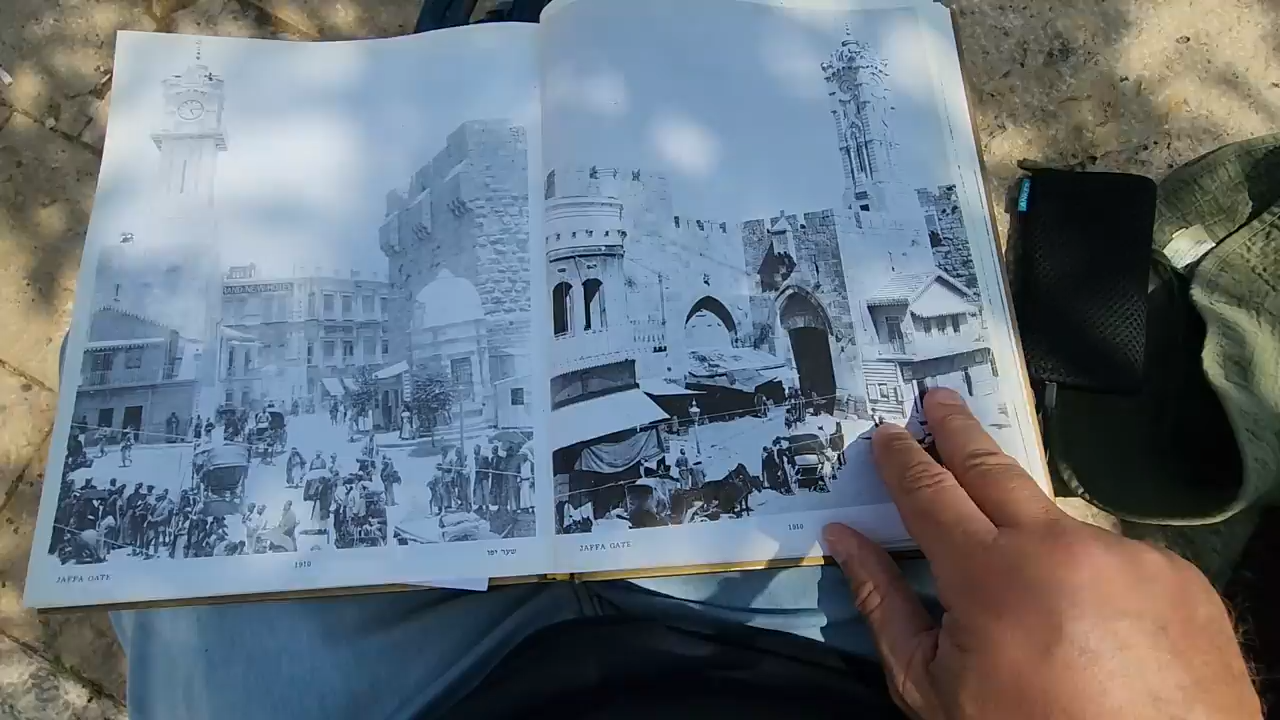 GRAND NEW HOTEL
JAFFA GATE
1910
שער יפו
JAFFA GATE
1910